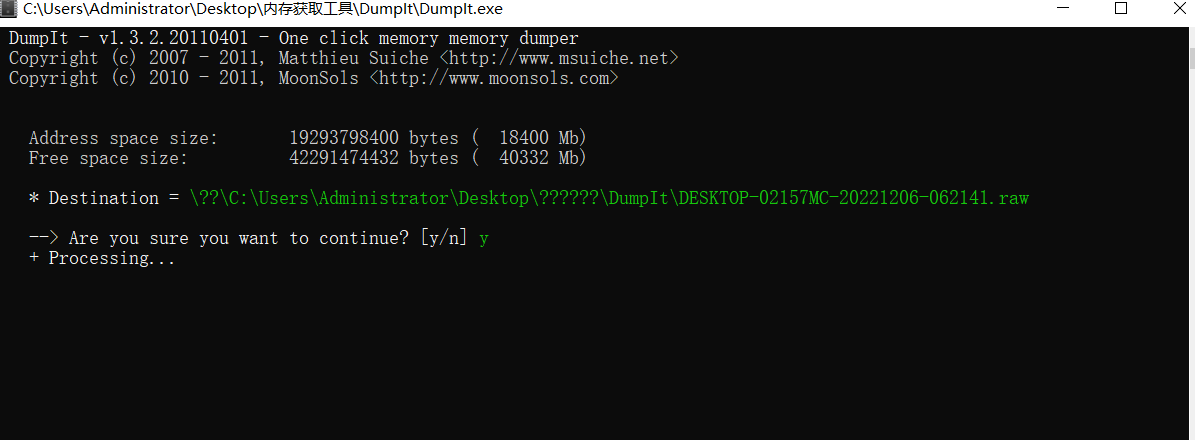 C:\Users\Administrator\Desktop\内存获取工具\DumpIt\DumpIt.exe
DumpIt - v1.3.2.20110401 - One click memory memory dumper
Copyright (c) 2007 - 2011, Matthieu Suiche <http://www.msuiche.net>
Copyright (c) 2010 - 2011, MoonSols <http://www.moonsols.com>
Address space size: 19293798400 bytes ( 18400 Mb)
Free space size: 42291474432 bytes ( 40332 Mb)
* Destination = \??\C:\Users\Administrator\Desktop\??????\DumpIt\DESKTOP-02157MC-20221206-062141.raw
--> Are you sure you want to continue? [y/n] y
+ Processing...